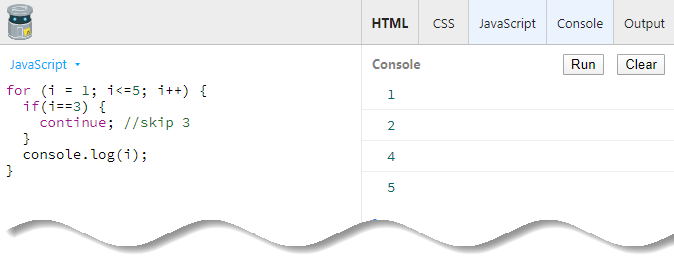 HTML CSS JavaScript Console Output
JavaScript
for (i = 1; i<=5; i++) {
  if(i==3) {
    continue; //skip 3
  }
  console.log(i);
}
Console Run Clear
1
2
4
5